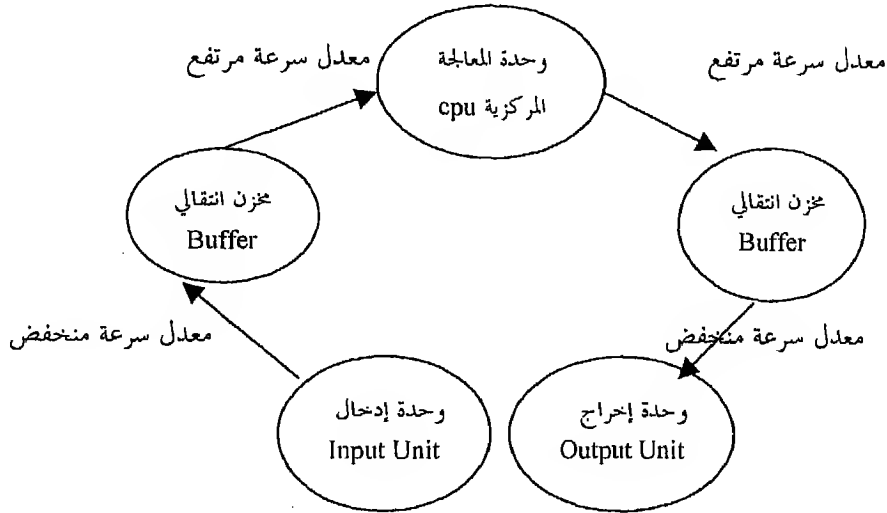 وحدة المعالجة
المركزية cpu
معدل سرعة مرتفع
معدل سرعة مرتفع
مخزن انتقالي
Buffer
مخزن انتقالي
Buffer
معدل سرعة منخفض
معدل سرعة منخفض
وحدة إخراج
Output Unit
وحدة إدخال
Input Unit